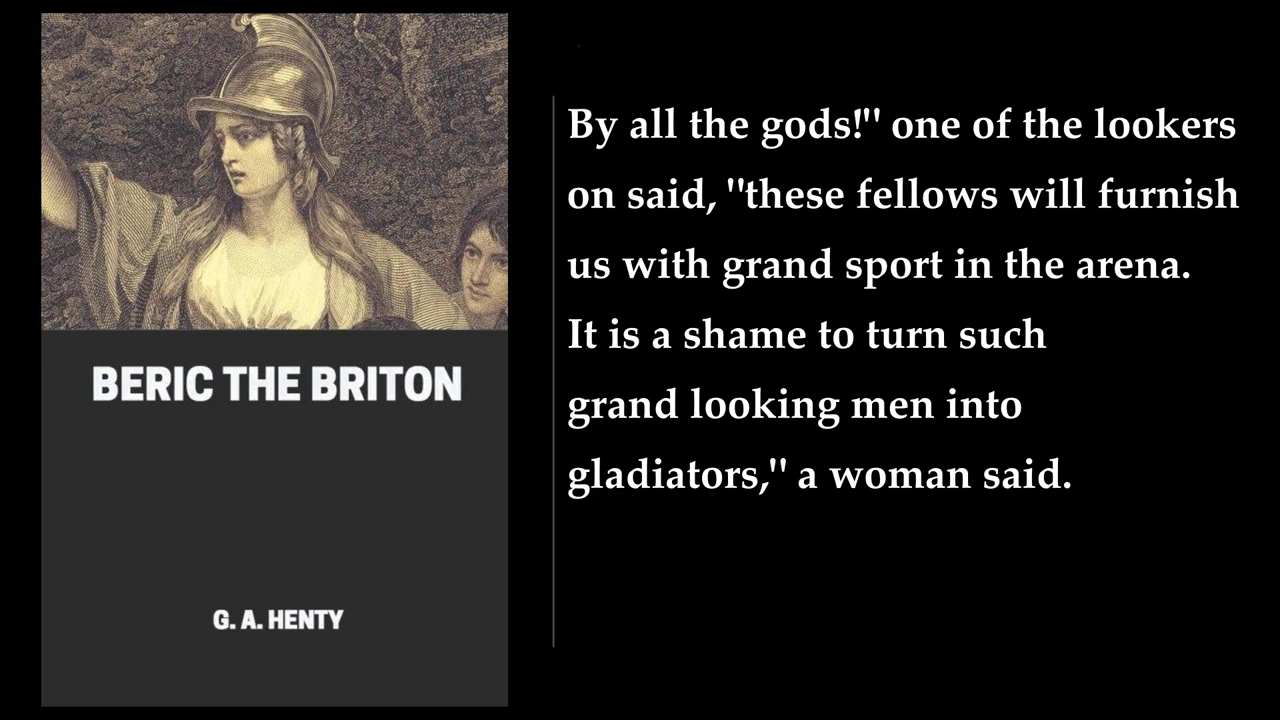 BERIC THE BRITON
G. A. HENTY
By all the gods!" one of the lookers
on said, "these fellows will furnish
us with grand sport in the arena.
It is a shame to turn such
grand looking men into
gladiators," a woman said.